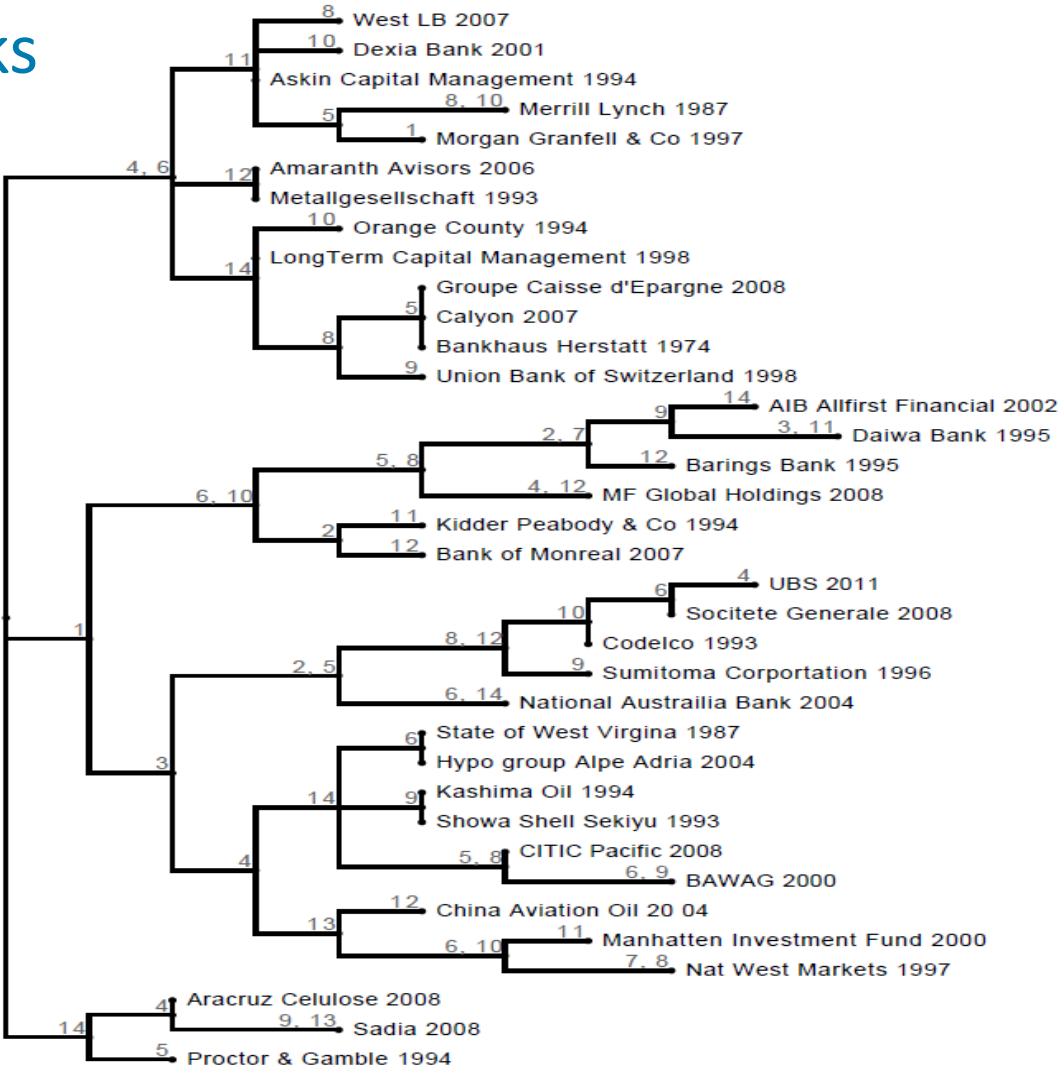 ks
8 West LB 2007
10 Dexia Bank 2001
11
Askin Capital Management 1994
8, 10 Merrill Lynch 1987
5
1 Morgan Granfell & Co 1997
4, 6
Amaranth Avisors 2006
12
Metallgesellschaft 1993
10 Orange County 1994
LongTerm Capital Management 1998
14
Groupe Caisse d'Epargne 2008
5 Calyon 2007
8 Bankhaus Herstatt 1974
9 Union Bank of Switzerland 1998
14 AIB Allfirst Financial 2002
9
3, 11 Daiwa Bank 1995
2, 7
12 Barings Bank 1995
5, 8
4, 12 MF Global Holdings 2008
6, 10
11 Kidder Peabody & Co 1994
2
12 Bank of Monreal 2007
4 UBS 2011
6
Socitete Generale 2008
10
Codelco 1993
8, 12
9 Sumitoma Corportation 1996
2, 5
6, 14 National Austrailia Bank 2004
1
State of West Virgina 1987
6
Hypo group Alpe Adria 2004
3
Kashima Oil 1994
14 9
Showa Shell Sekiyu 1993
CITIC Pacific 2008
5, 8
4
6, 9 BAWAG 2000
12 China Aviation Oil 20 04
13
11 Manhatten Investment Fund 2000
6, 10
7, 8 Nat West Markets 1997
Aracruz Celulose 2008
4
9, 13 Sadia 2008
14
5 Proctor & Gamble 1994